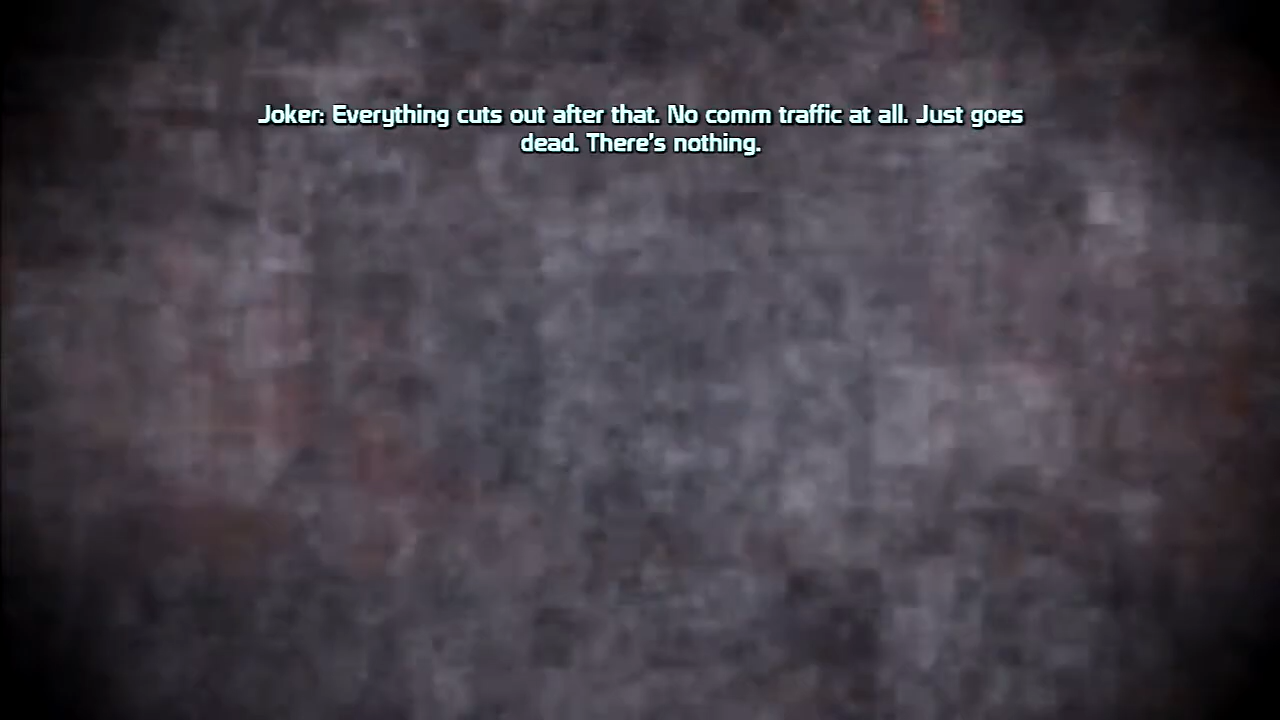 Joker: Everything cuts out after that. No comm traffic at all. Just goes
dead. There's nothing.